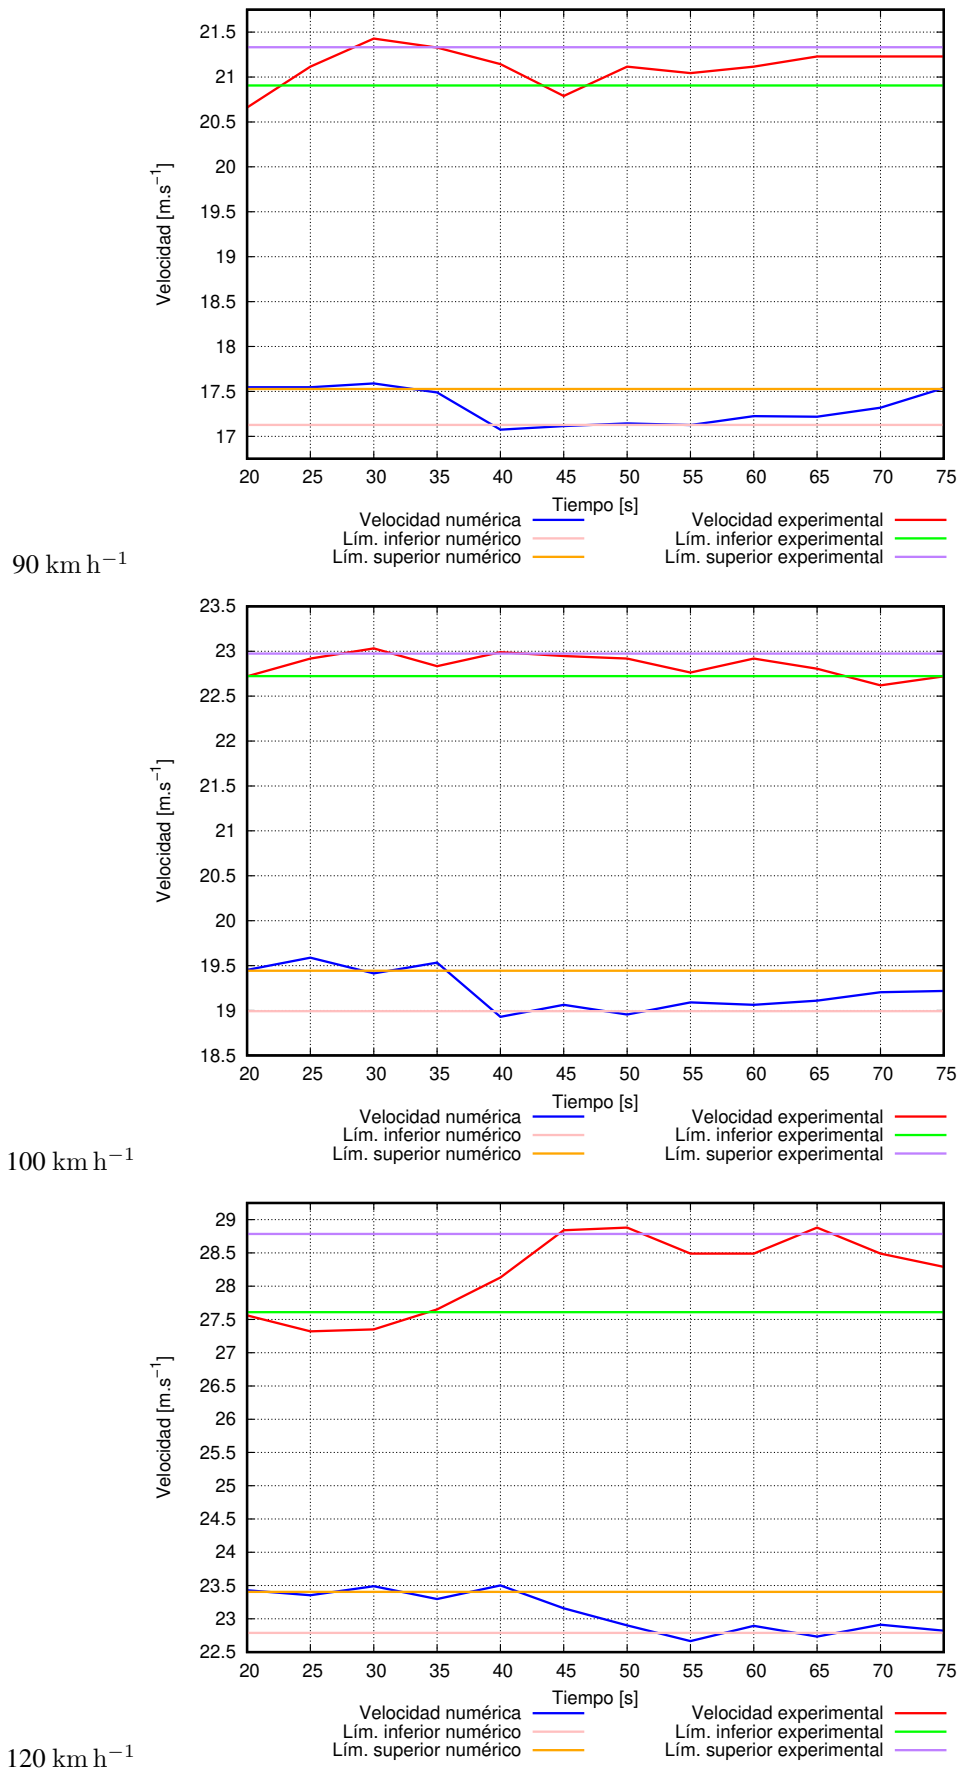 21.5
21
20.5
20
19.5
19
18.5
18
17.5
17
Velocidad [m.s⁻¹]
20 25 30 35 40 45 50 55 60 65 70 75
Tiempo [s]
Velocidad numérica Velocidad experimental
Lím. inferior numérico Lím. inferior experimental
Lím. superior numérico Lím. superior experimental
90 km h⁻¹
23.5
23
22.5
22
21.5
21
20.5
20
19.5
19
18.5
Velocidad [m.s⁻¹]
20 25 30 35 40 45 50 55 60 65 70 75
Tiempo [s]
Velocidad numérica Velocidad experimental
Lím. inferior numérico Lím. inferior experimental
Lím. superior numérico Lím. superior experimental
100 km h⁻¹
29
28.5
28
27.5
27
26.5
26
25.5
25
24.5
24
23.5
23
22.5
Velocidad [m.s⁻¹]
20 25 30 35 40 45 50 55 60 65 70 75
Tiempo [s]
Velocidad numérica Velocidad experimental
Lím. inferior numérico Lím. inferior experimental
Lím. superior numérico Lím. superior experimental
120 km h⁻¹